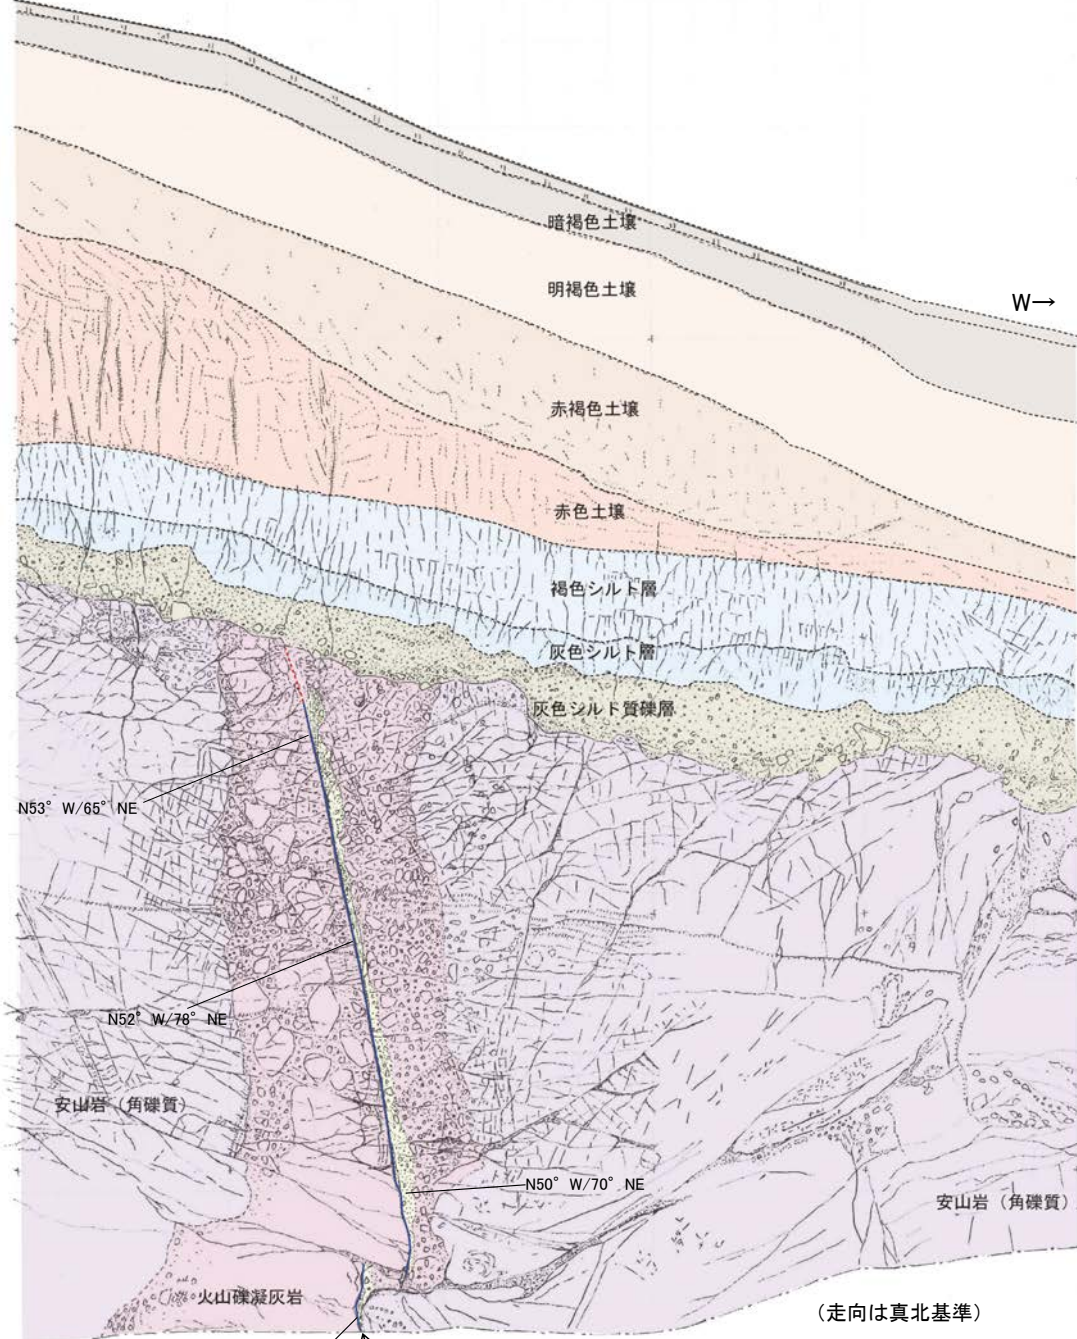 暗褐色土壌
明褐色土壌
W→
赤褐色土壌
赤色土壌
褐色シルト層
灰色シルト層
灰色シルト質礫層
N53° W/65° NE
N52° W/78° NE
安山岩（角礫質）
N50° W/70° NE
安山岩（角礫質）
火山礫凝灰岩
（走向は真北基準）